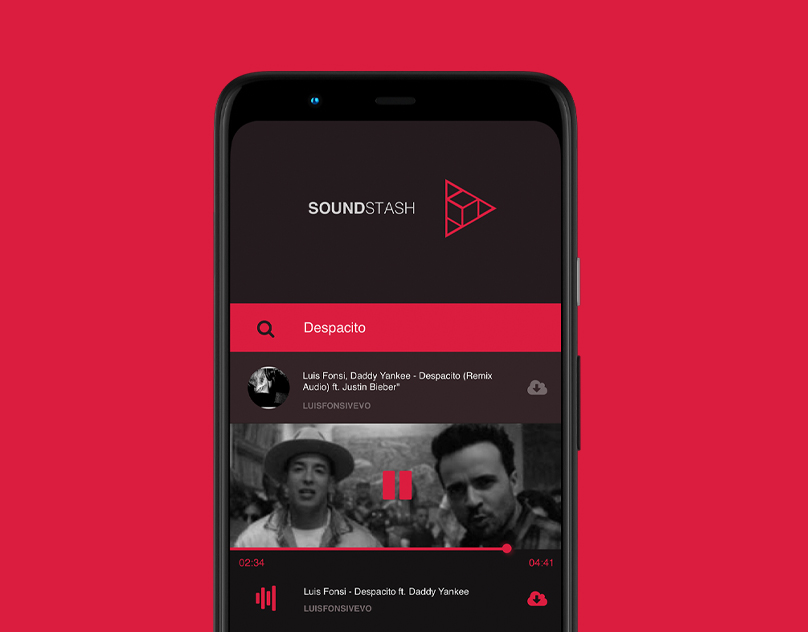 SOUNDSTASH
Despacito
Luis Fonsi, Daddy Yankee - Despacito (Remix
Audio) ft. Justin Bieber"
LUISFONSIVEVO
02:34
04:41
Luis Fonsi - Despacito ft. Daddy Yankee
LUISFONSIVEVO